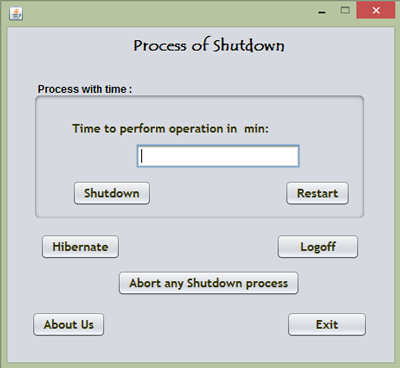 Process of Shutdown
Process with time :
Time to perform operation in min:
Shutdown Restart
Hibernate Logoff
Abort any Shutdown process
About Us Exit